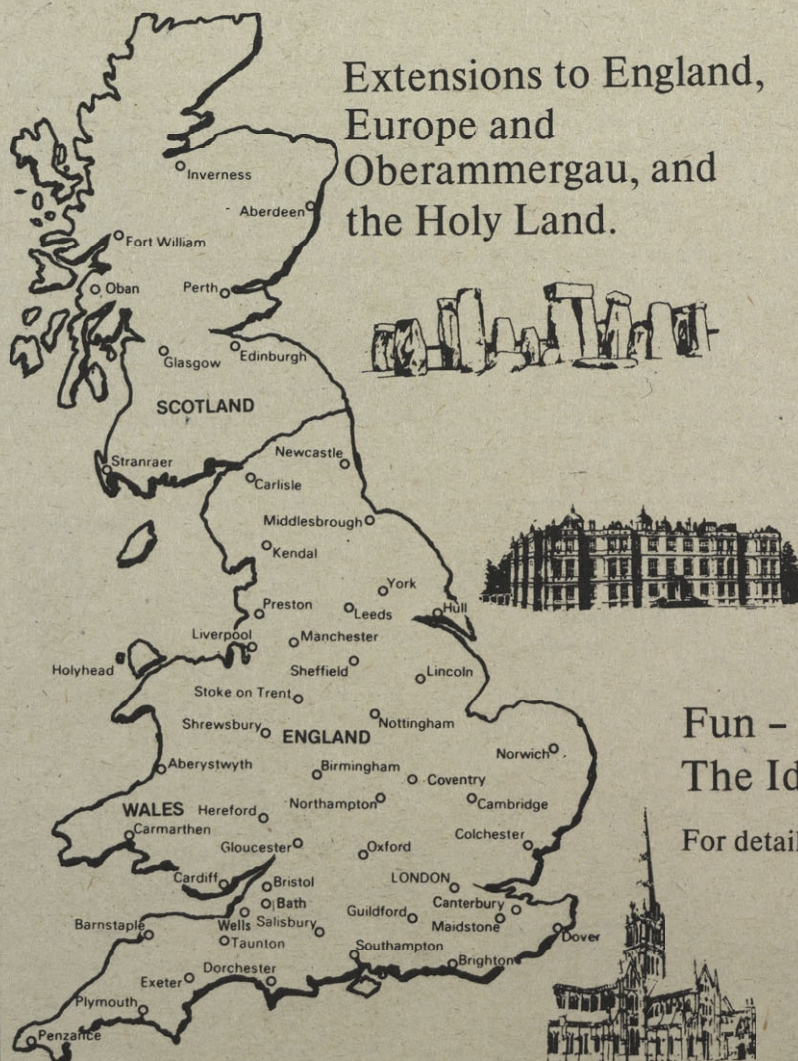 Extensions to England,
Europe and
Oberammergau, and
the Holy Land.
Inverness
Aberdeen
Fort William
Oban
Perth
Glasgow
Edinburgh
SCOTLAND
Stranraer
Newcastle
Carlisle
Middlesbrough
Kendal
York
Preston
Leeds
Hull
Liverpool
Manchester
Holyhead
Sheffield
Lincoln
Stoke on Trent
Shrewsbury
ENGLAND
Nottingham
Norwich
Aberystwyth
Birmingham
Coventry
WALES
Hereford
Northampton
Cambridge
Carmarthen
Gloucester
Oxford
Colchester
Cardiff
Bristol
LONDON
Bath
Canterbury
Guildford
Maidstone
Barnstaple
Wells
Salisbury
Taunton
Dover
Southampton
Brighton
Exeter
Dorchester
Plymouth
Penzance
Fun –
The Id
For detail